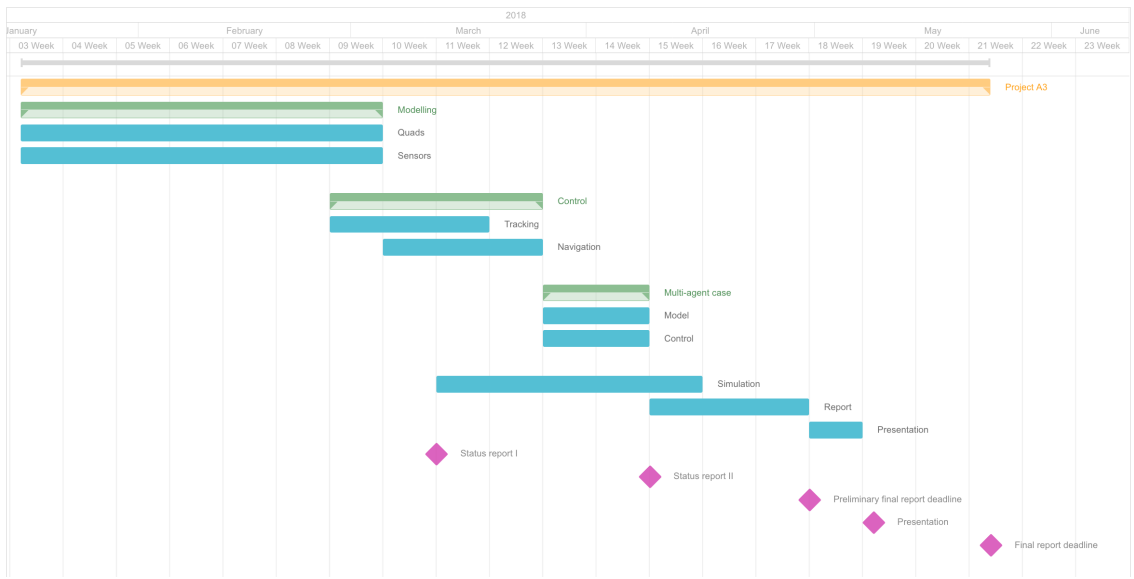 2018
January February March April May June
03 Week 04 Week 05 Week 06 Week 07 Week 08 Week 09 Week 10 Week 11 Week 12 Week 13 Week 14 Week 15 Week 16 Week 17 Week 18 Week 19 Week 20 Week 21 Week 22 Week 23 Week
Project A3
Modelling
Quads
Sensors
Control
Tracking
Navigation
Multi-agent case
Model
Control
Simulation
Report
Presentation
Status report I
Status report II
Preliminary final report deadline
Presentation
Final report deadline